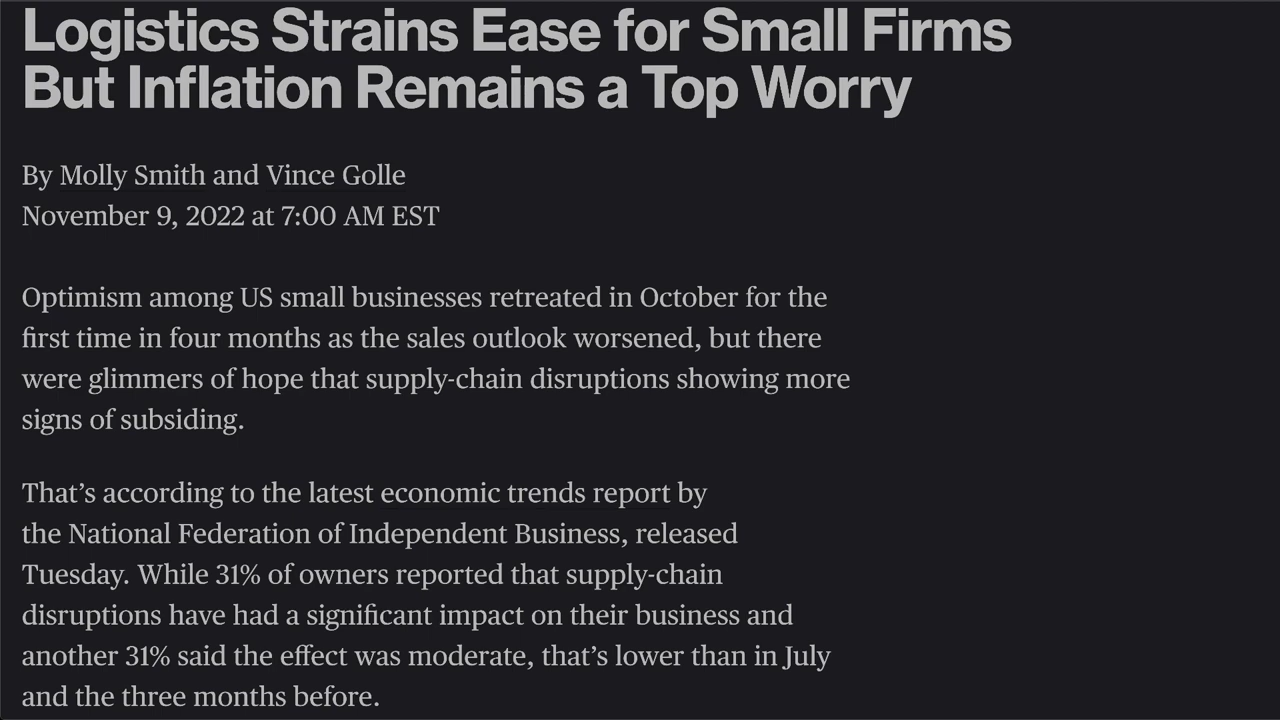 Logistics Strains Ease for Small Firms
But Inflation Remains a Top Worry
By Molly Smith and Vince Golle
November 9, 2022 at 7:00 AM EST
Optimism among US small businesses retreated in October for the
first time in four months as the sales outlook worsened, but there
were glimmers of hope that supply-chain disruptions showing more
signs of subsiding.
That’s according to the latest economic trends report by
the National Federation of Independent Business, released
Tuesday. While 31% of owners reported that supply-chain
disruptions have had a significant impact on their business and
another 31% said the effect was moderate, that’s lower than in July
and the three months before.